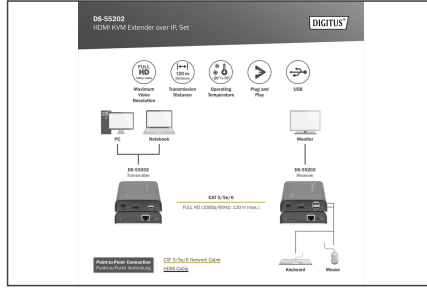 DS-55202
HDMI KVM Extender over IP, Set
DIGITUS®
FULL
HD
120 m
Distance
Maximum
Video
Resolution
Transmission
Distance
Operating
Temperature
Plug and
Play
USB
PC
Notebook
Monitor
DS-55202
Transmitter
DS-55202
Receiver
CAT 5/5e/6
FULL HD (1080p/60Hz): 120 m (max.)
Point-to-Point Connection
Punkt-zu-Punkt Verbindung
CAT 5/5e/6 Network Cable
HDMI Cable
Keyboard
Mouse